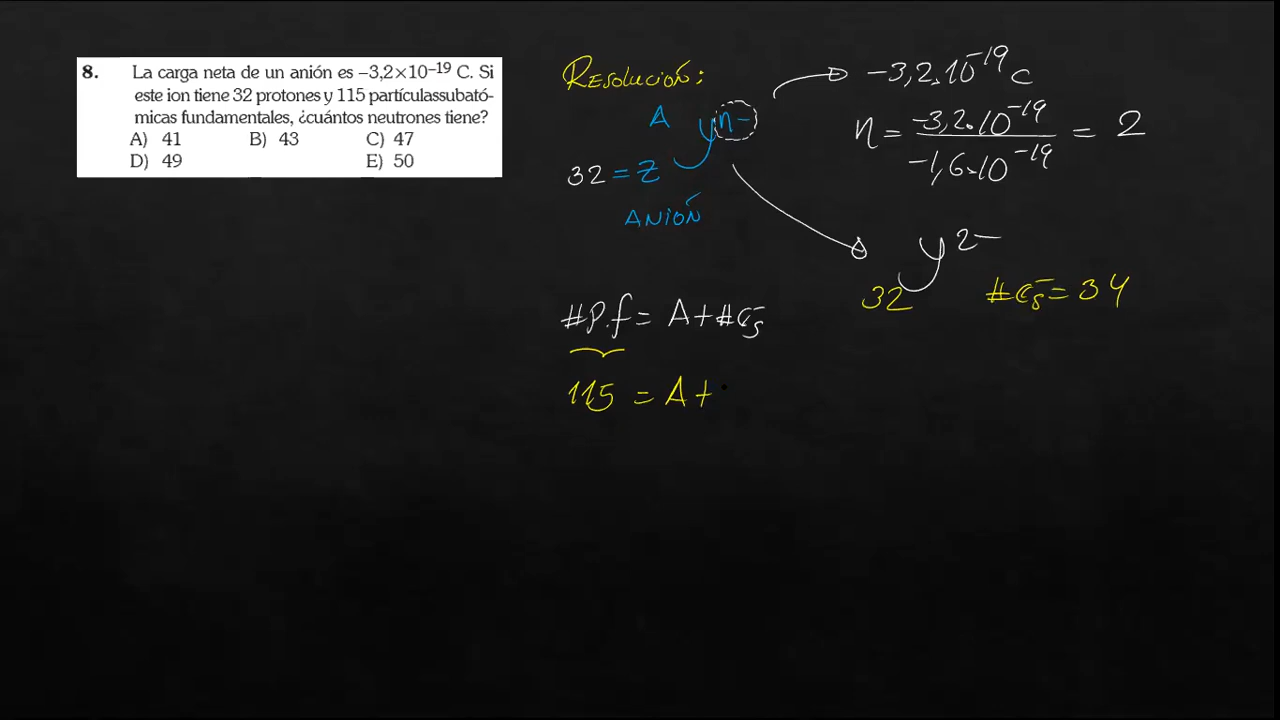 8. La carga neta de un anión es –3,2×10⁻¹⁹ C. Si
este ion tiene 32 protones y 115 partículassubató-
micas fundamentales, ¿cuántos neutrones tiene?
A) 41 B) 43 C) 47
D) 49 E) 50
RESOLUCIÓN:
A y n-
32 = Z
ANIÓN
-3,2.10⁻¹⁹ C
n = -3,2.10⁻¹⁹ / -1,6.10⁻¹⁹ = 2
y 2-
32 #e⁻s = 34
#P.f = A + #e⁻s
115 = A +